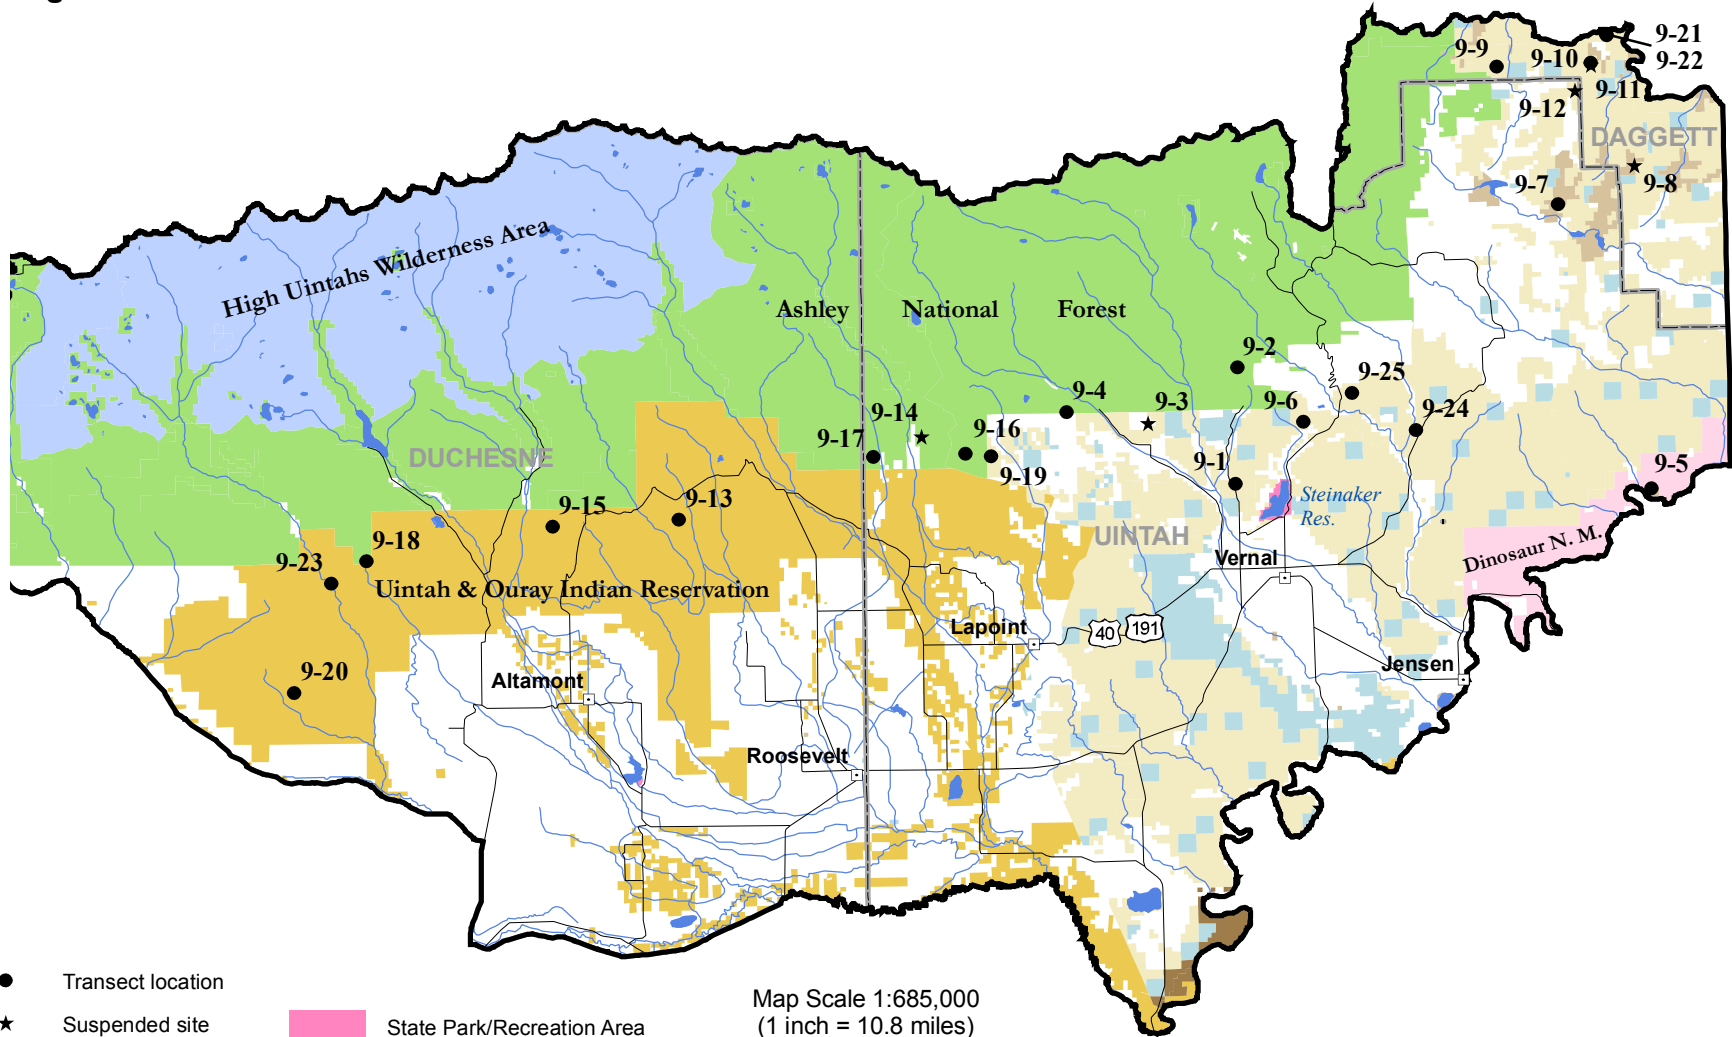 9-21
9-9
9-10
9-22
9-11
9-12
DAGGETT
9-7
9-8
High Uintahs Wilderness Area
Ashley National Forest
9-2
9-25
9-4
9-3
9-6
9-24
9-14
9-17
9-16
9-19
9-1
9-5
DUCHESNE
Steinaker
Res.
9-15
9-13
UINTAH
9-18
Vernal
Dinosaur N. M.
9-23
Uintah & Ouray Indian Reservation
Lapoint
40
191
Jensen
9-20
Altamont
Roosevelt
Transect location
Suspended site
State Park/Recreation Area
Map Scale 1:685,000
(1 inch = 10.8 miles)